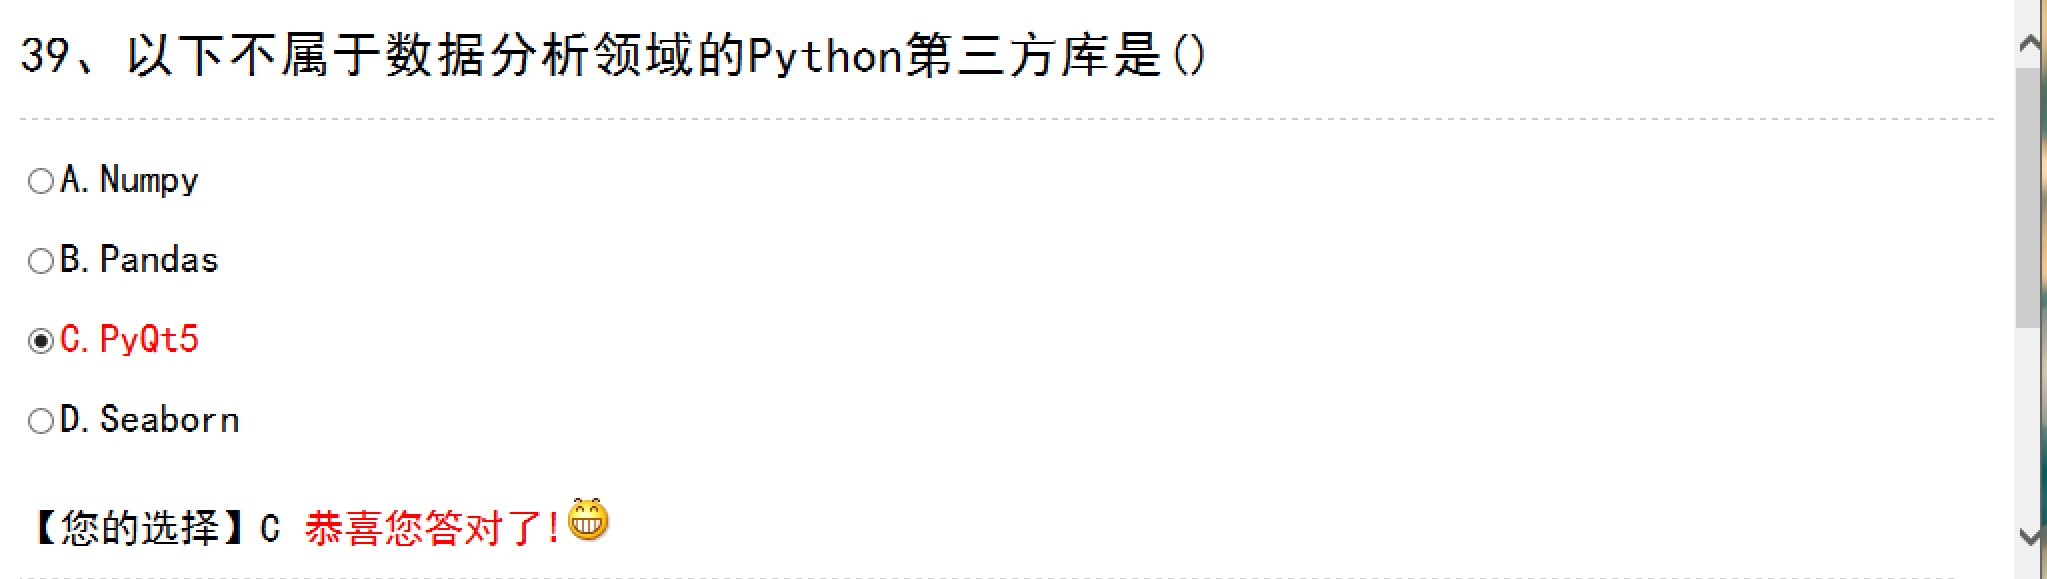 39、以下不属于数据分析领域的Python第三方库是()
A.Numpy
B.Pandas
C.PyQt5
D.Seaborn
【您的选择】C 恭喜您答对了!